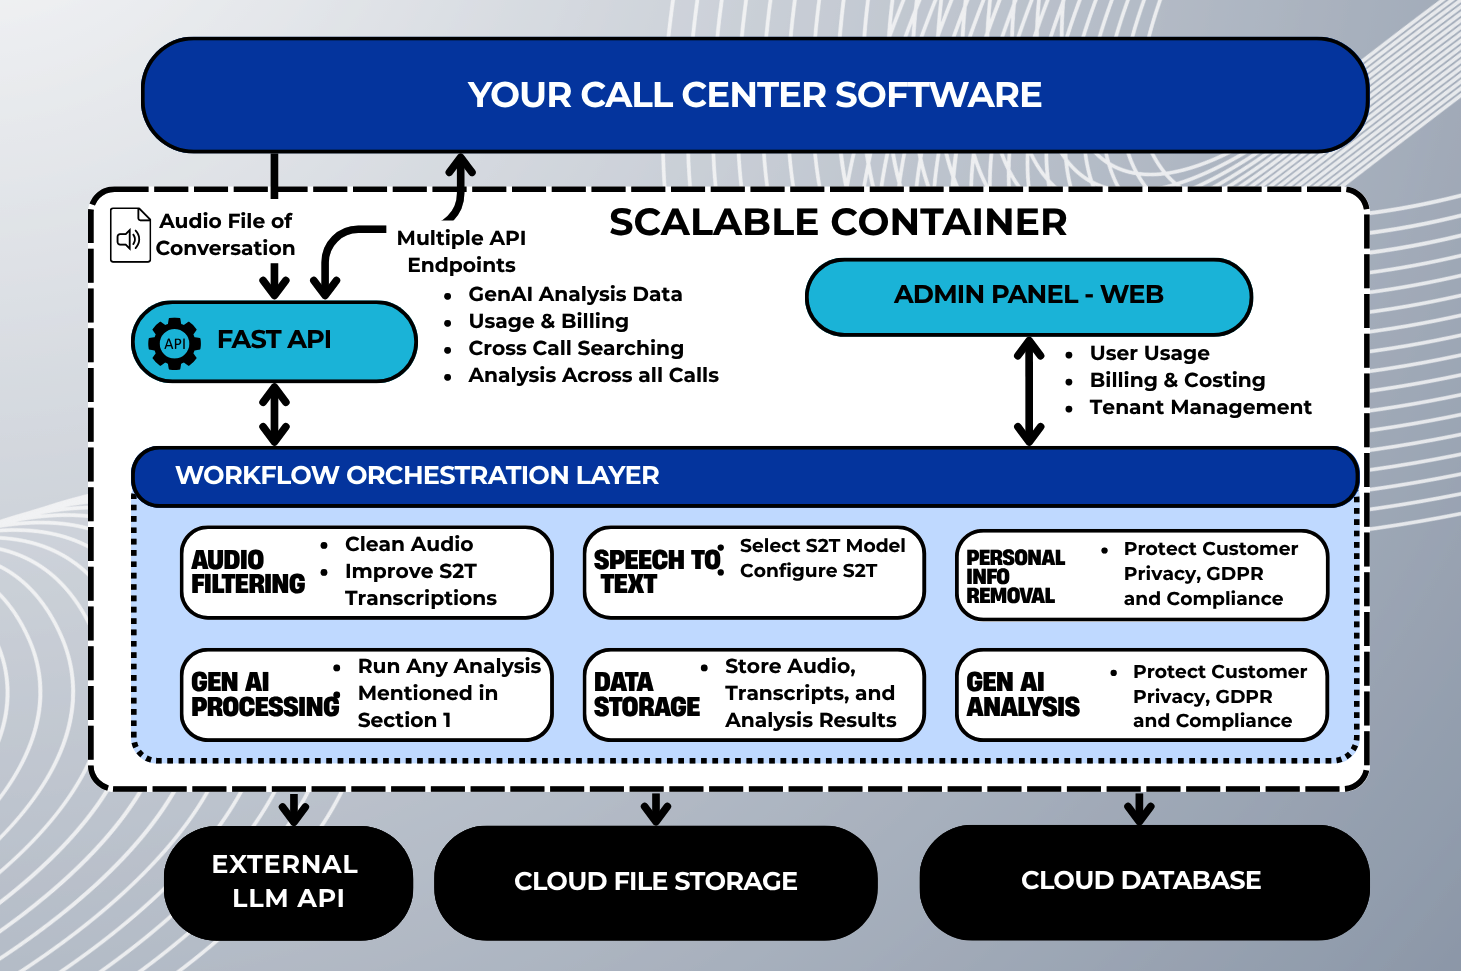 YOUR CALL CENTER SOFTWARE
SCALABLE CONTAINER
Audio File of
Conversation
Multiple API
Endpoints
• GenAI Analysis Data
• Usage & Billing
• Cross Call Searching
• Analysis Across all Calls
API
FAST API
ADMIN PANEL - WEB
• User Usage
• Billing & Costing
• Tenant Management
WORKFLOW ORCHESTRATION LAYER
AUDIO
FILTERING
• Clean Audio
• Improve S2T
Transcriptions
SPEECH TO
TEXT
• Select S2T Model
• Configure S2T
PERSONAL
INFO
REMOVAL
• Protect Customer
Privacy, GDPR
and Compliance
GEN AI
PROCESSING
• Run Any Analysis
• Mentioned in
Section 1
DATA
STORAGE
• Store Audio,
Transcripts, and
Analysis Results
GEN AI
ANALYSIS
• Protect Customer
Privacy, GDPR
and Compliance
EXTERNAL
LLM API
CLOUD FILE STORAGE
CLOUD DATABASE